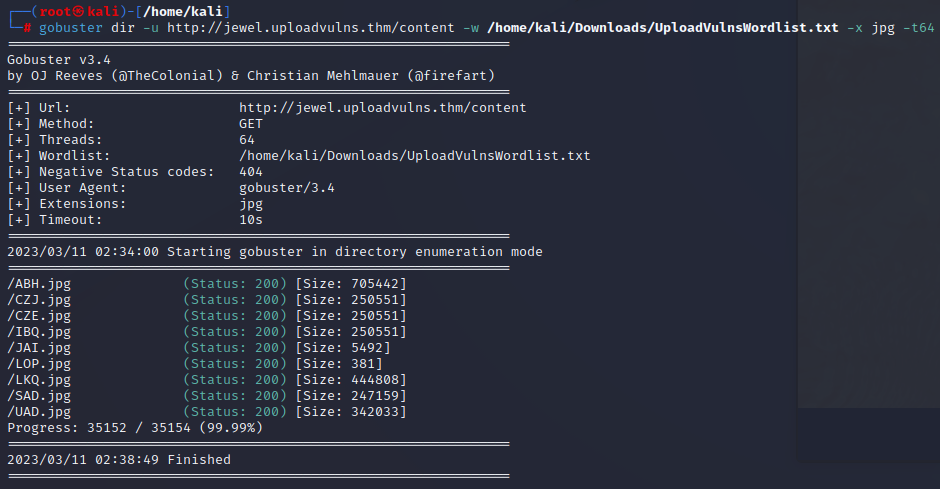 ┌──(root㉿kali)-[/home/kali]
└─# gobuster dir -u http://jewel.uploadvulns.thm/content -w /home/kali/Downloads/UploadVulnsWordlist.txt -x jpg -t64
===============================================================
Gobuster v3.4
by OJ Reeves (@TheColonial) & Christian Mehlmauer (@firefart)
===============================================================
[+] Url:                     http://jewel.uploadvulns.thm/content
[+] Method:                  GET
[+] Threads:                 64
[+] Wordlist:                /home/kali/Downloads/UploadVulnsWordlist.txt
[+] Negative Status codes:   404
[+] User Agent:              gobuster/3.4
[+] Extensions:              jpg
[+] Timeout:                 10s
===============================================================
2023/03/11 02:34:00 Starting gobuster in directory enumeration mode
===============================================================
/ABH.jpg              (Status: 200) [Size: 705442]
/CZJ.jpg              (Status: 200) [Size: 250551]
/CZE.jpg              (Status: 200) [Size: 250551]
/IBQ.jpg              (Status: 200) [Size: 250551]
/JAI.jpg              (Status: 200) [Size: 5492]
/LOP.jpg              (Status: 200) [Size: 381]
/LKQ.jpg              (Status: 200) [Size: 444808]
/SAD.jpg              (Status: 200) [Size: 247159]
/UAD.jpg              (Status: 200) [Size: 342033]
Progress: 35152 / 35154 (99.99%)
===============================================================
2023/03/11 02:38:49 Finished
===============================================================